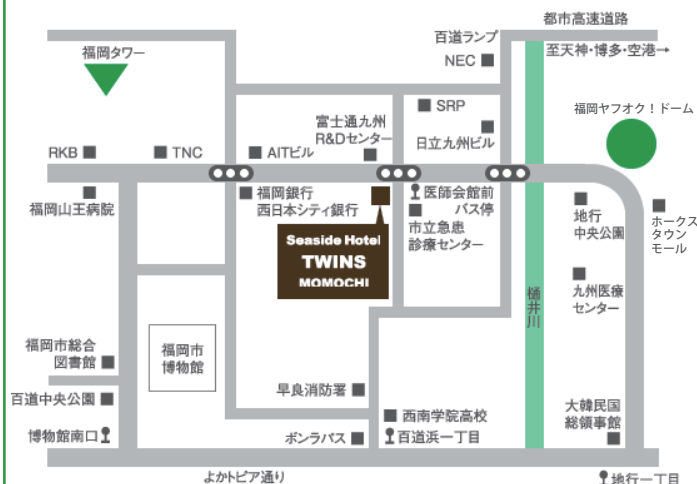 都市高速道路
百道ランプ
至天神・博多・空港→
福岡タワー
NEC
SRP
福岡ヤフオク！ドーム
富士通九州
R&Dセンター
日立九州ビル
RKB
TNC
AITビル
福岡山王病院
福岡銀行
西日本シティ銀行
医師会館前
バス停
市立急患
診療センター
地行
中央公園
ホークス
タウン
モール
Seaside Hotel
TWINS
MOMOCHI
樋井川
九州医療
センター
福岡市総合
図書館
福岡市
博物館
百道中央公園
早良消防署
西南学院高校
大韓民国
総領事館
博物館南口
ボンラパス
百道浜一丁目
よかトピア通り
地行一丁目